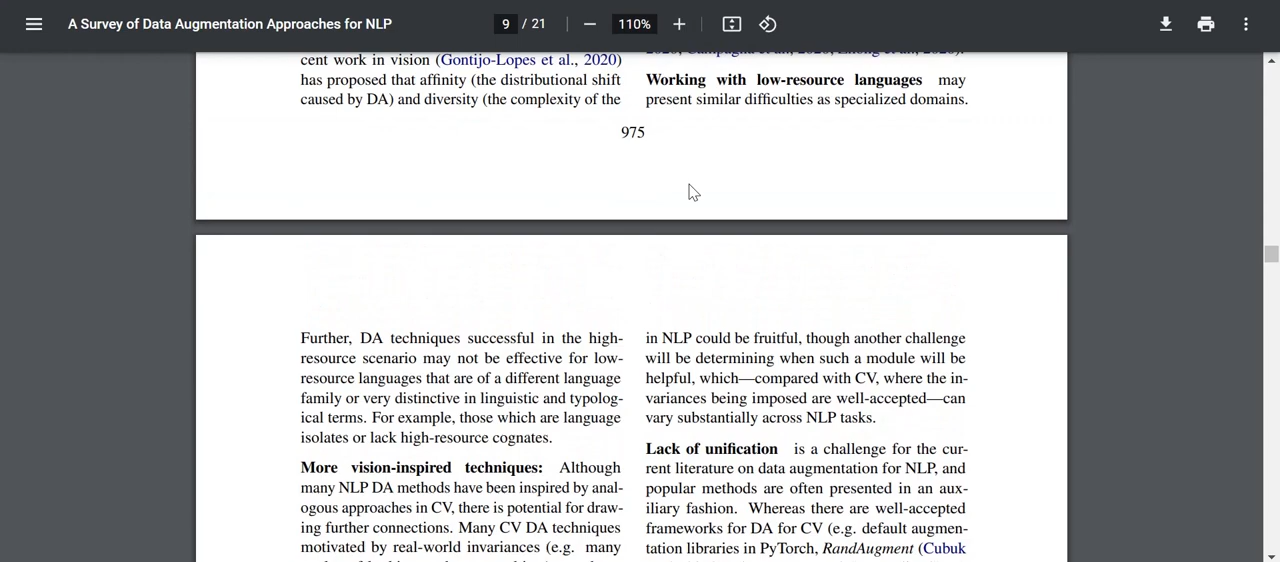 A Survey of Data Augmentation Approaches for NLP
9 / 21
110%
cent work in vision (Gontijo-Lopes et al., 2020)
has proposed that affinity (the distributional shift
caused by DA) and diversity (the complexity of the
Working with low-resource languages may
present similar difficulties as specialized domains.
975
Further, DA techniques successful in the high-
resource scenario may not be effective for low-
resource languages that are of a different language
family or very distinctive in linguistic and typolog-
ical terms. For example, those which are language
isolates or lack high-resource cognates.
More vision-inspired techniques: Although
many NLP DA methods have been inspired by anal-
ogous approaches in CV, there is potential for draw-
ing further connections. Many CV DA techniques
motivated by real-world invariances (e.g. many
in NLP could be fruitful, though another challenge
will be determining when such a module will be
helpful, which—compared with CV, where the in-
variances being imposed are well-accepted—can
vary substantially across NLP tasks.
Lack of unification is a challenge for the cur-
rent literature on data augmentation for NLP, and
popular methods are often presented in an aux-
iliary fashion. Whereas there are well-accepted
frameworks for DA for CV (e.g. default augmen-
tation libraries in PyTorch, RandAugment (Cubuk